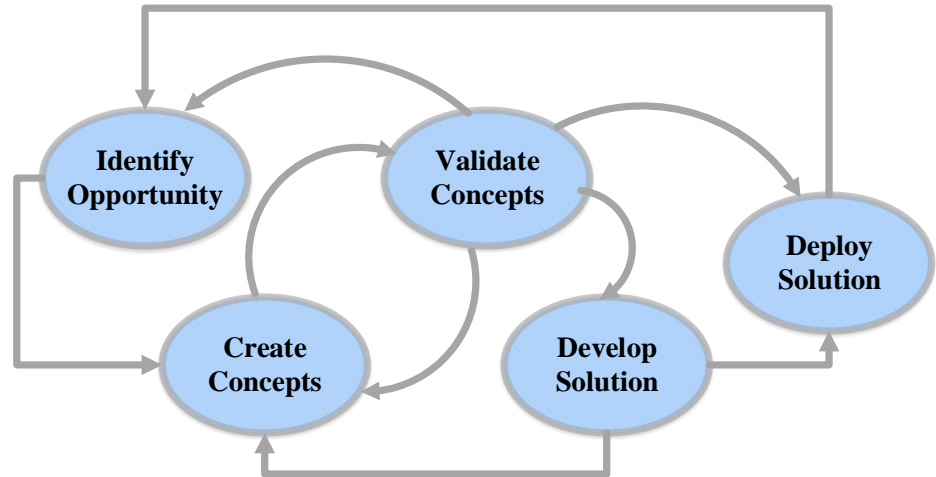 Identify
Opportunity
Validate
Concepts
Deploy
Solution
Create
Concepts
Develop
Solution